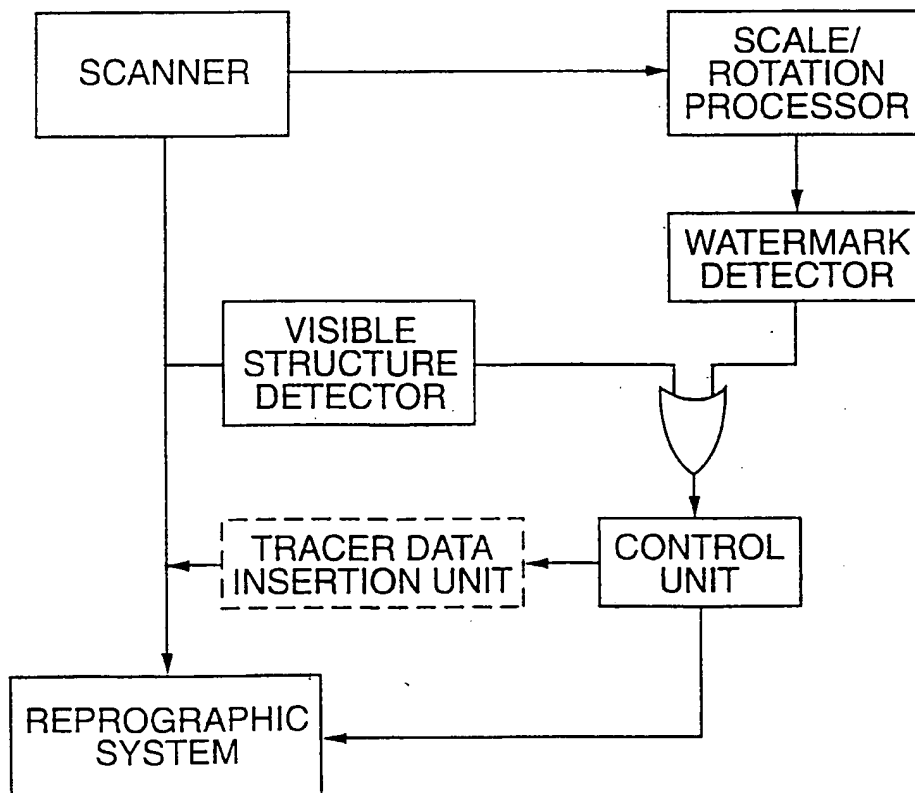 SCANNER
SCALE/
ROTATION
PROCESSOR
WATERMARK
DETECTOR
VISIBLE
STRUCTURE
DETECTOR
TRACER DATA
INSERTION UNIT
CONTROL
UNIT
REPROGRAPHIC
SYSTEM